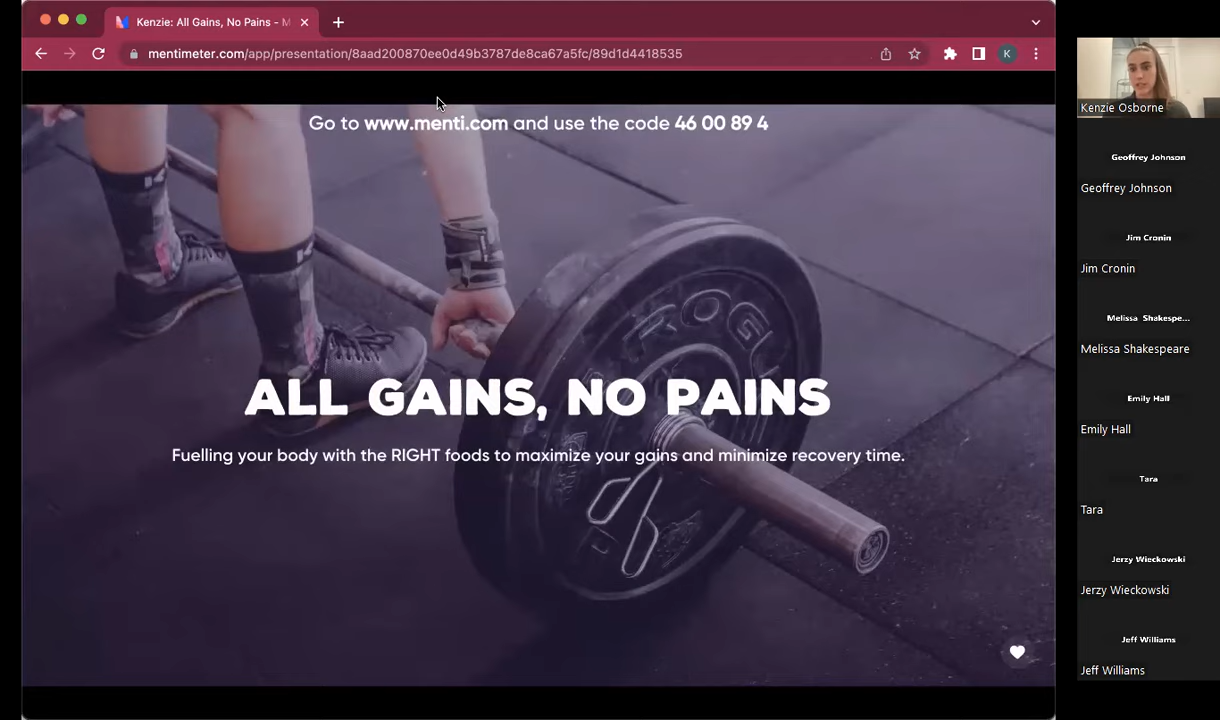 Kenzie: All Gains, No Pains - M
mentimeter.com/app/presentation/8aad200870ee0d49b3787de8ca67a5fc/89d1d4418535
K
Go to www.menti.com and use the code 46 00 89 4
ROGU
ALL GAINS, NO PAINS
Fuelling your body with the RIGHT foods to maximize your gains and minimize recovery time.
Kenzie Osborne
Geoffrey Johnson
Geoffrey Johnson
Jim Cronin
Jim Cronin
Melissa Shakespe...
Melissa Shakespeare
Emily Hall
Emily Hall
Tara
Tara
Jerzy Wieckowski
Jerzy Wieckowski
Jeff Williams
Jeff Williams